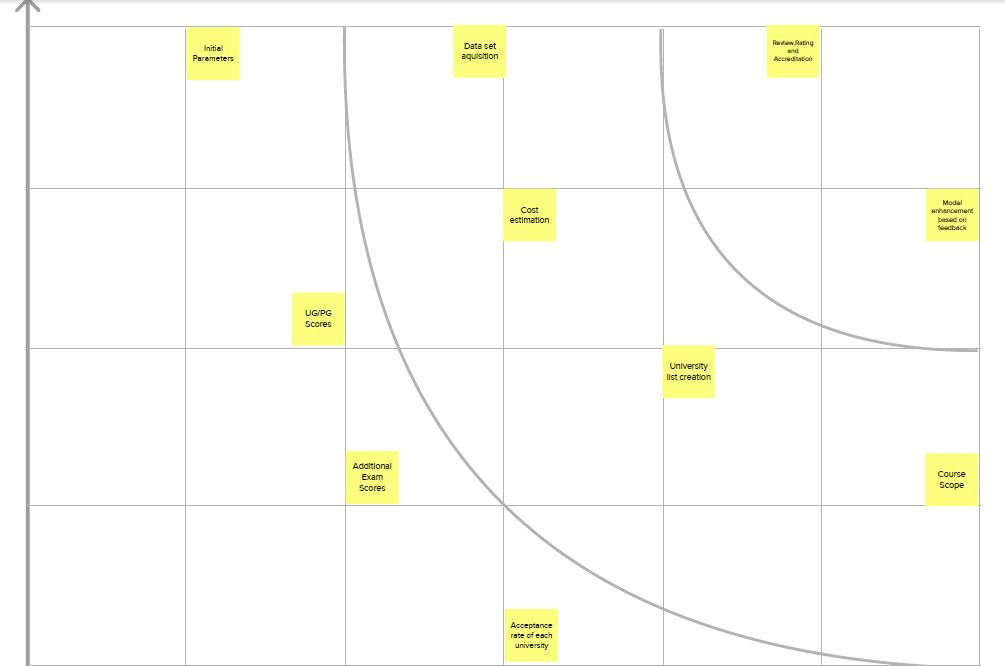 Initial
Parameters
Data set
aquisition
Review,Rating
and
Accreditation
Cost
estimation
Model
enhancement
based on
feedback
UG/PG
Scores
University
list creation
Additional
Exam
Scores
Course
Scope
Acceptance
rate of each
university